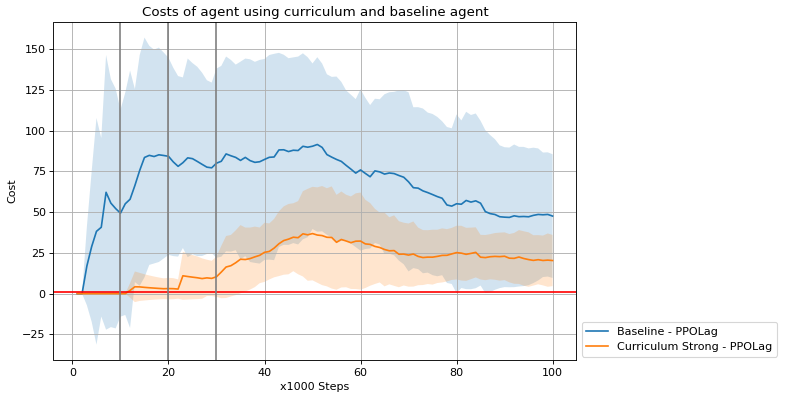 Costs of agent using curriculum and baseline agent
150
125
100
75
50
25
0
−25
Cost
0
20
40
60
80
100
x1000 Steps
Baseline - PPOLag
Curriculum Strong - PPOLag